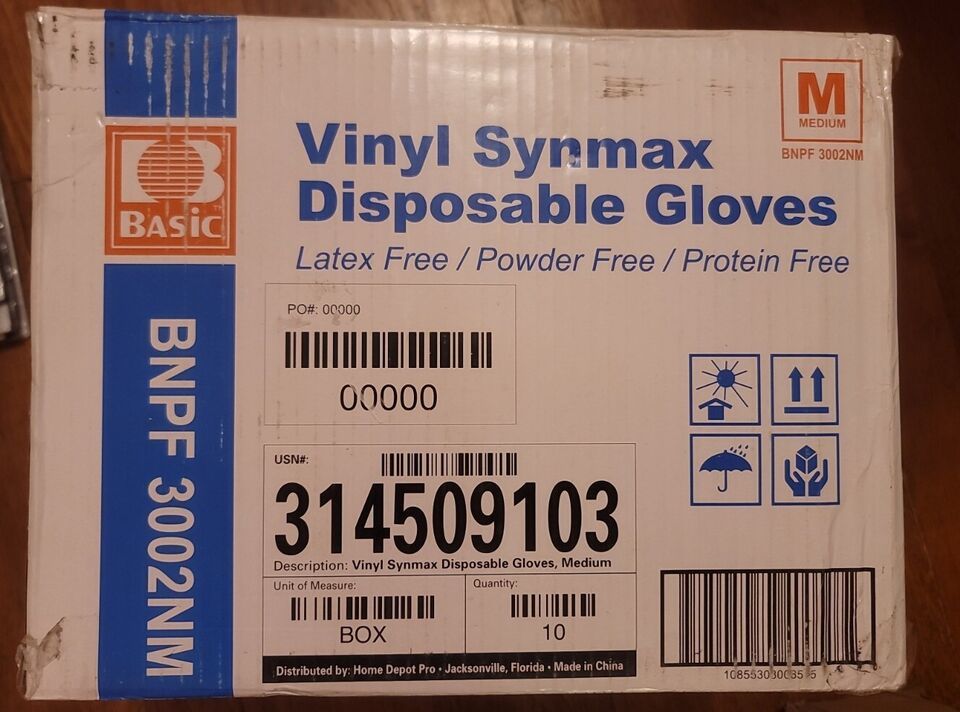 M
MEDIUM
BNPF 3002NM
Vinyl Synmax
Disposable Gloves
Latex Free / Powder Free / Protein Free
B
BASiC
BNPF 3002NM
PO#: 00000
00000
USN#:
314509103
Description: Vinyl Synmax Disposable Gloves, Medium
Unit of Measure:
BOX
Quantity:
10
Distributed by: Home Depot Pro • Jacksonville, Florida • Made in China